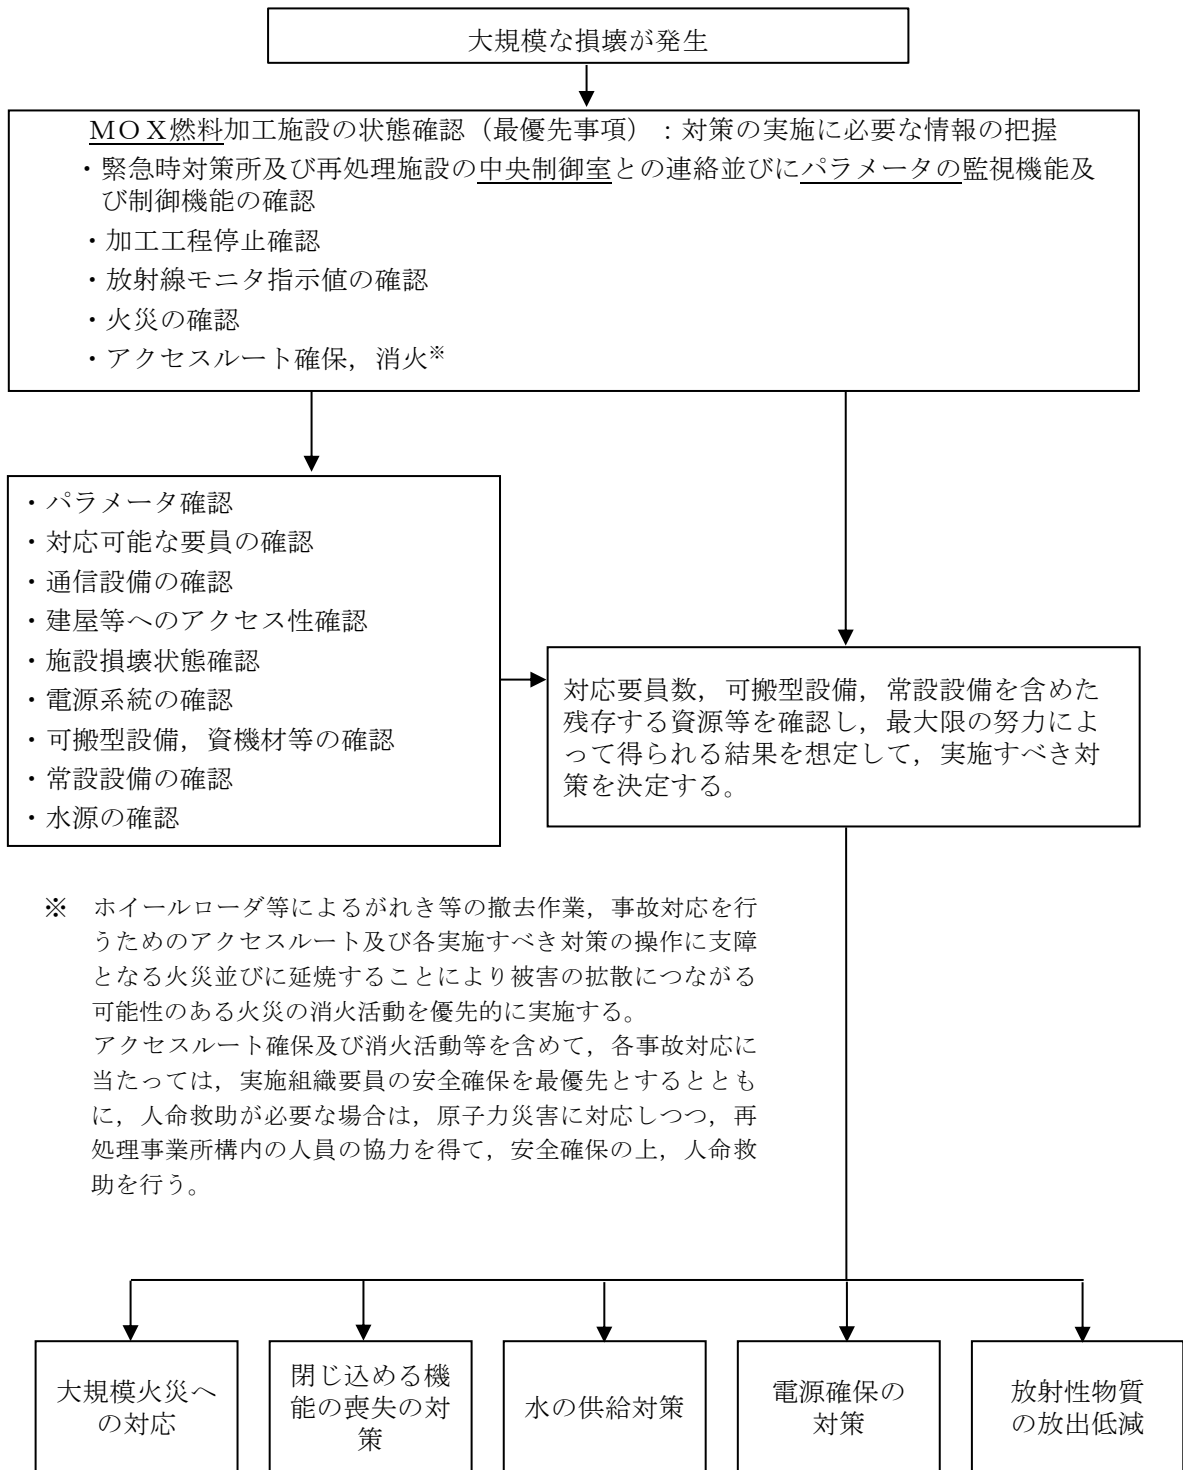 大規模な損壊が発生
MOX燃料加工施設の状態確認（最優先事項）：対策の実施に必要な情報の把握
・緊急時対策所及び再処理施設の中央制御室との連絡並びにパラメータの監視機能及
び制御機能の確認
・加工工程停止確認
・放射線モニタ指示値の確認
・火災の確認
・アクセスルート確保，消火※
・パラメータ確認
・対応可能な要員の確認
・通信設備の確認
・建屋等へのアクセス性確認
・施設損壊状態確認
・電源系統の確認
・可搬型設備，資機材等の確認
・常設設備の確認
・水源の確認
対応要員数，可搬型設備，常設設備を含めた
残存する資源等を確認し，最大限の努力によ
って得られる結果を想定して，実施すべき対
策を決定する。
※　ホイールローダ等によるがれき等の撤去作業，事故対応を行
うためのアクセスルート及び各実施すべき対策の操作に支障
となる火災並びに延焼することにより被害の拡散につながる
可能性のある火災の消火活動を優先的に実施する。
アクセスルート確保及び消火活動等を含めて，各事故対応に
当たっては，実施組織要員の安全確保を最優先とするととも
に，人命救助が必要な場合は，原子力災害に対応しつつ，再
処理事業所構内の人員の協力を得て，安全確保の上，人命救
助を行う。
大規模火災へ
の対応
閉じ込める機
能の喪失の対
策
水の供給対策
電源確保の
対策
放射性物質
の放出低減